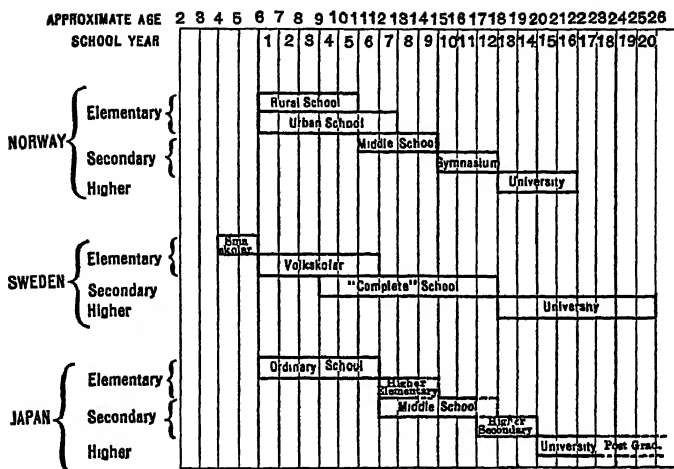 APPROXIMATE AGE 2 3 4 5 6 7 8 9 10 11 12 13 14 15 16 17 18 19 20 21 22 23 24 25 26
SCHOOL YEAR 1 2 3 4 5 6 7 8 9 10 11 12 13 14 15 16 17 18 19 20
NORWAY
Elementary
Rural School
Urban School
Secondary
Middle School
Gymnasium
Higher
University
SWEDEN
Elementary
Sma
skolar
Volkskolar
Secondary
"Complete" School
Higher
University
JAPAN
Elementary
Ordinary School
Higher
Elementary
Secondary
Middle School
Higher
Secondary
Higher
University Post Grad.